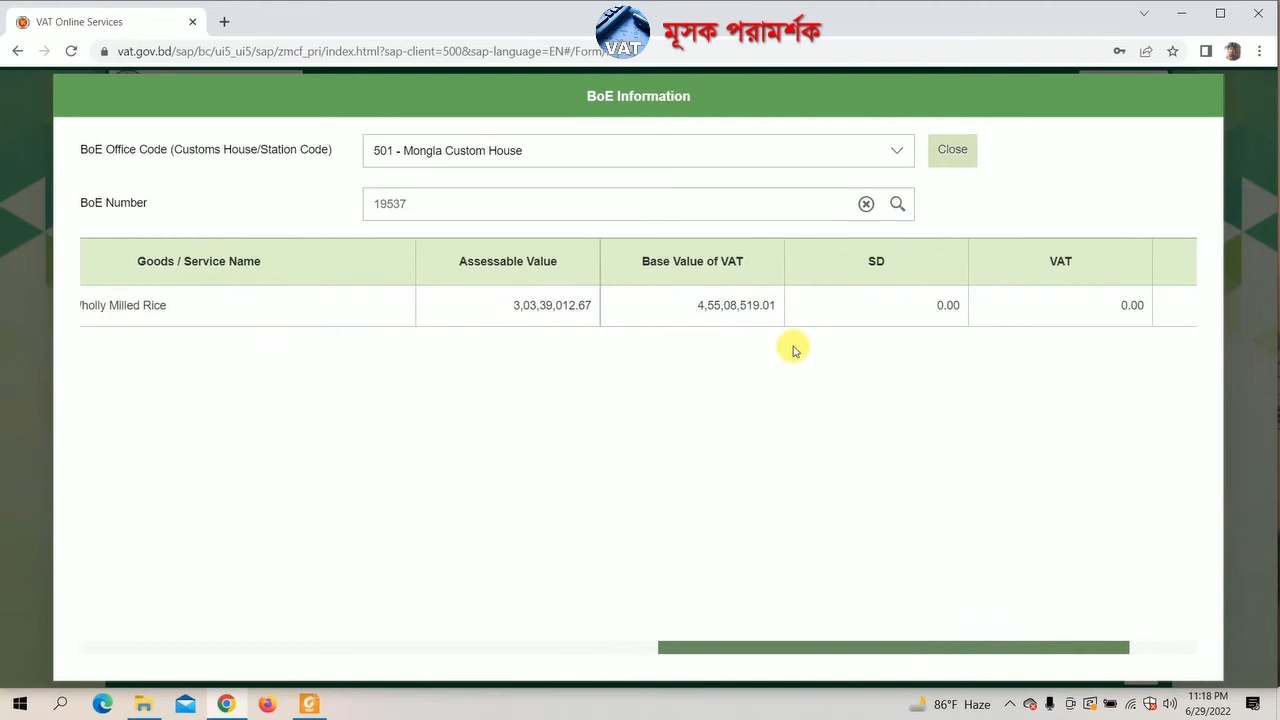 VAT Online Services
VAT
মূসক পরামর্শক
vat.gov.bd/sap/bc/ui5_ui5/sap/zmcf_pri/index.html?sap-client=500&sap-language=EN#/Form/
BoE Information
BoE Office Code (Customs House/Station Code)
501 - Mongla Custom House
Close
BoE Number
19537
Goods / Service Name
Assessable Value
Base Value of VAT
SD
VAT
holly Milled Rice
3,03,39,012.67
4,55,08,519.01
0.00
0.00
86°F Haze
11:18 PM
6/29/2022